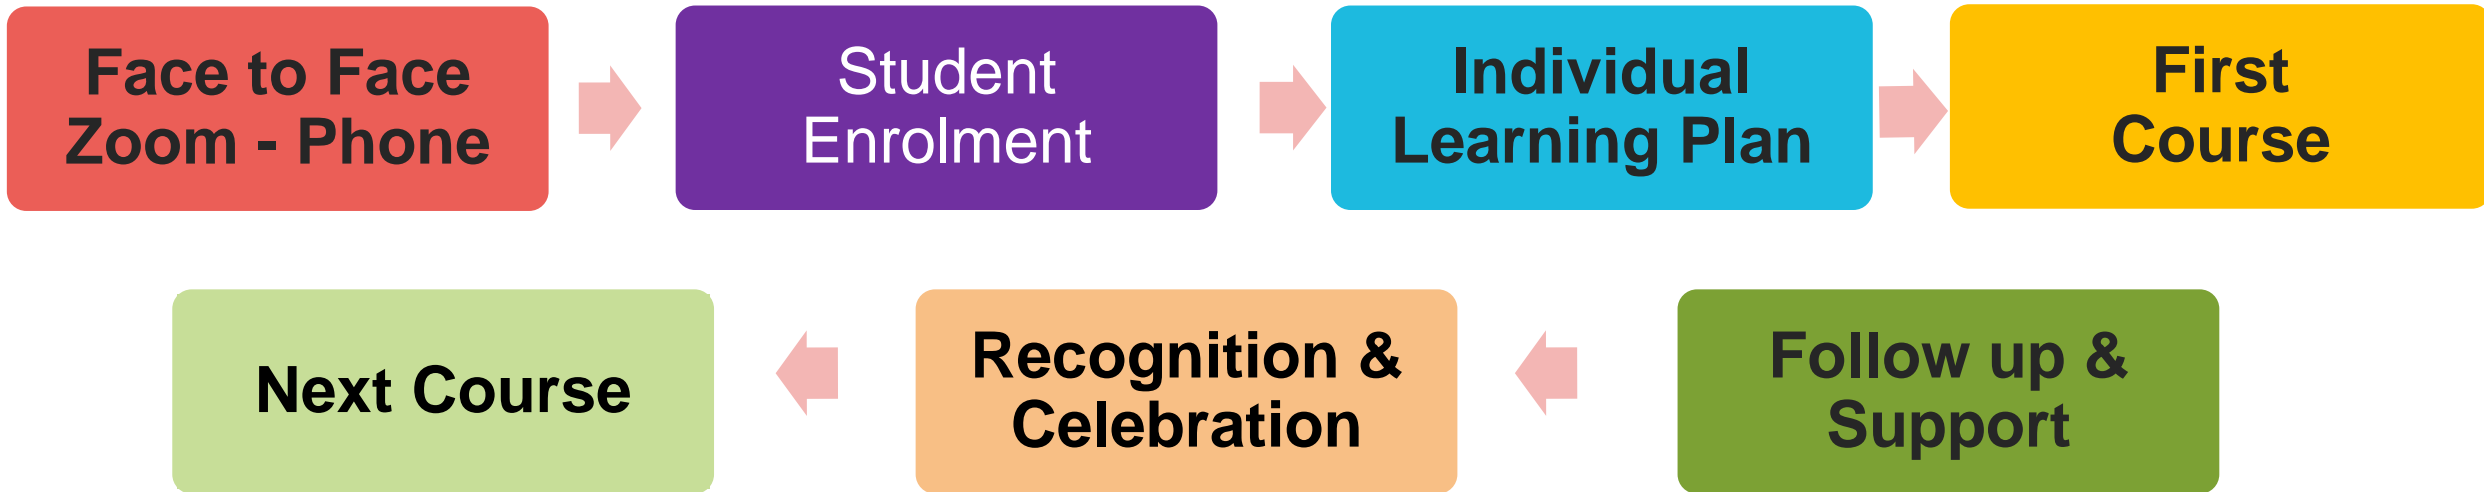 Face to Face
Zoom - Phone
Student
Enrolment
Individual
Learning Plan
First
Course
Follow up &
Support
Recognition &
Celebration
Next Course